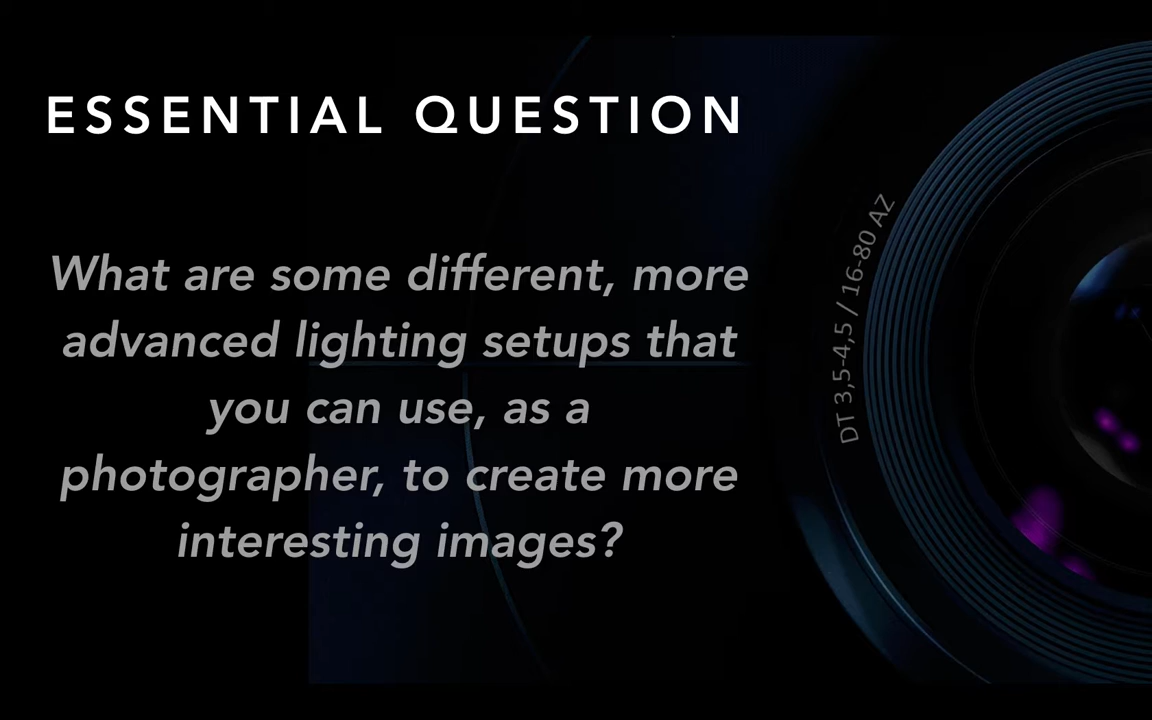 ESSENTIAL QUESTION
What are some different, more
advanced lighting setups that
you can use, as a
photographer, to create more
interesting images?
DT 3,5-4,5 / 16-80 AZ